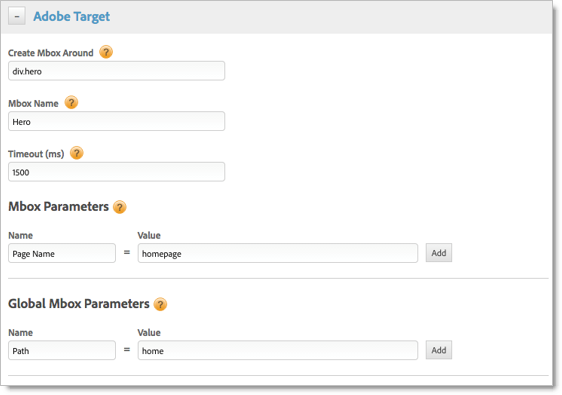 - Adobe Target
Create Mbox Around ?
div.hero
Mbox Name ?
Hero
Timeout (ms) ?
1500
Mbox Parameters ?
Name Value
Page Name = homepage Add
Global Mbox Parameters ?
Name Value
Path = home Add